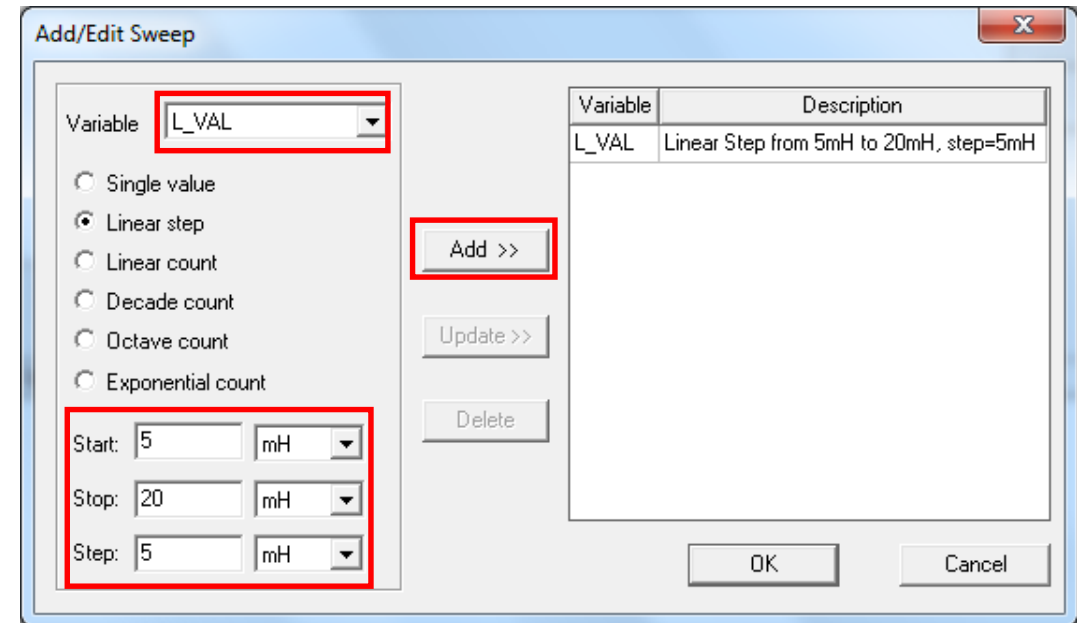 Add/Edit Sweep
Variable L_VAL
Single value
Linear step
Linear count
Decade count
Octave count
Exponential count
Start: 5 mH
Stop: 20 mH
Step: 5 mH
Add >>
Update >>
Delete
Variable Description
L_VAL Linear Step from 5mH to 20mH, step=5mH
OK Cancel